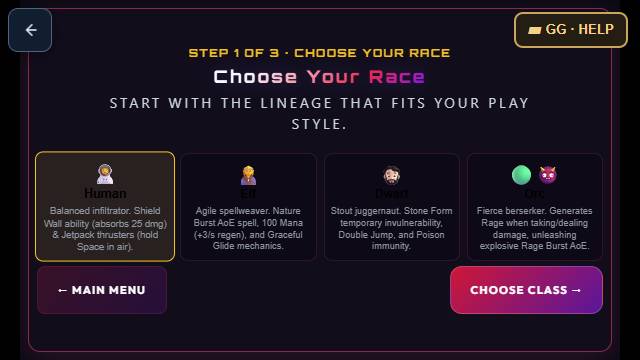 GG · HELP
STEP 1 OF 3 · CHOOSE YOUR RACE
Choose Your Race
START WITH THE LINEAGE THAT FITS YOUR PLAY
STYLE.
Human
Balanced infiltrator. Shield
Wall ability (absorbs 25 dmg)
& Jetpack thrusters (hold
Space in air).
Elf
Agile spellweaver. Nature
Burst AoE spell, 100 Mana
(+3/s regen), and Graceful
Glide mechanics.
Dwarf
Stout juggernaut. Stone Form
temporary invulnerability,
Double Jump, and Poison
immunity.
Orc
Fierce berserker. Generates
Rage when taking/dealing
damage, unleashing
explosive Rage Burst AoE.
← MAIN MENU
CHOOSE CLASS →